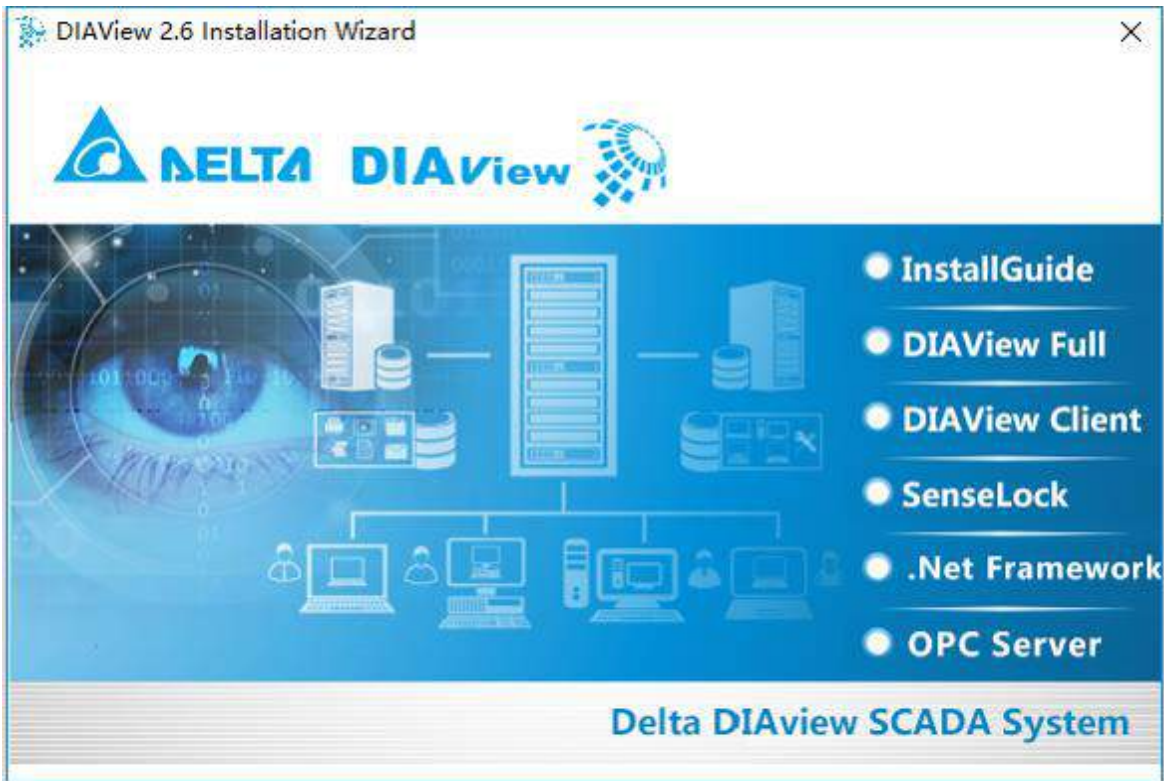 DIAView 2.6 Installation Wizard
DELTA DIAView
InstallGuide
DIAView Full
DIAView Client
SenseLock
.Net Framework
OPC Server
Delta DIAview SCADA System